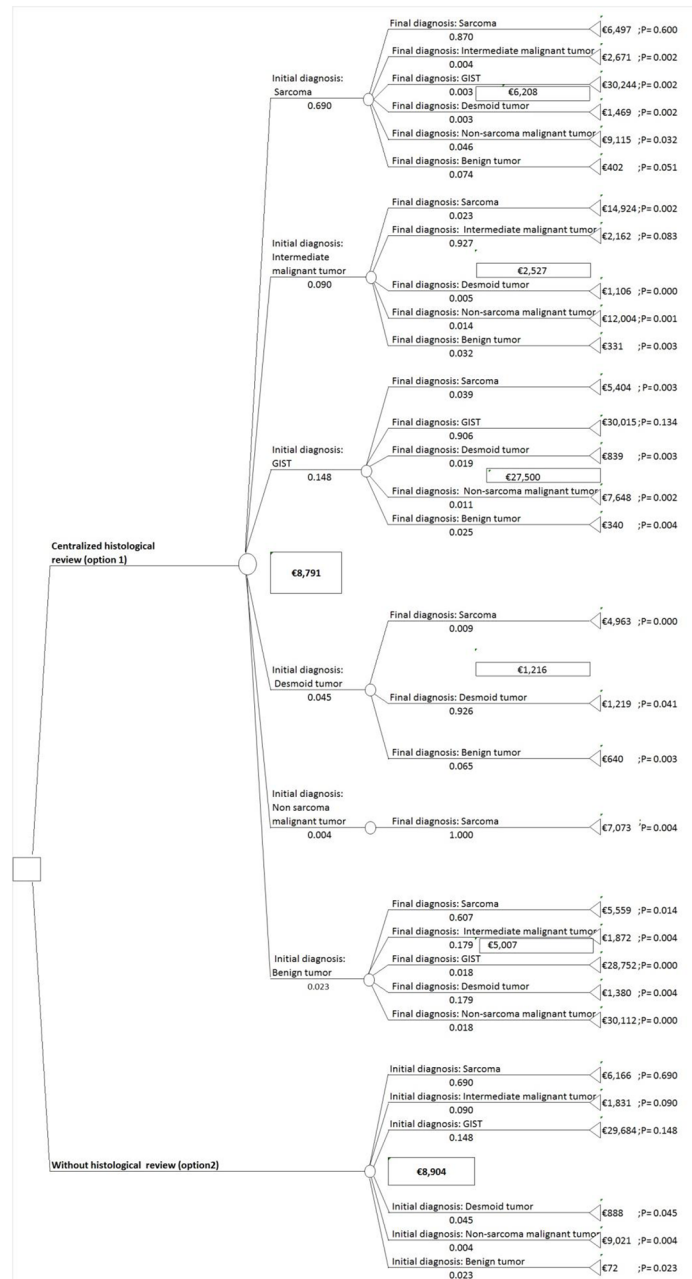 Final diagnosis: Sarcoma
0.870
€6,497 ;P= 0.600
Final diagnosis: Intermediate malignant tumor
0.004
€2,671 ;P= 0.002
Initial diagnosis:
Sarcoma
0.690
Final diagnosis: GIST
0.003
€6,208
€30,244;P= 0.002
Final diagnosis: Desmoid tumor
0.003
€1,469 ;P= 0.002
Final diagnosis: Non-sarcoma malignant tumor
0.046
€9,115 ;P= 0.032
Final diagnosis: Benign tumor
0.074
€402 ;P= 0.051
Final diagnosis: Sarcoma
0.023
€14,924;P= 0.002
Initial diagnosis:
Intermediate
malignant tumor
0.090
Final diagnosis: Intermediate malignant tumor
0.927
€2,162 ;P= 0.083
€2,527
Final diagnosis: Desmoid tumor
0.005
€1,106 ;P= 0.000
Final diagnosis: Non-sarcoma malignant tumor
0.014
€12,004;P= 0.001
Final diagnosis: Benign tumor
0.032
€331 ;P= 0.003
Final diagnosis: Sarcoma
0.039
€5,404 ;P= 0.003
Final diagnosis: GIST
0.906
€30,015;P= 0.134
Initial diagnosis:
GIST
0.148
Final diagnosis: Desmoid tumor
0.019
€839 ;P= 0.003
€27,500
Final diagnosis: Non-sarcoma malignant tumor
0.011
€7,648 ;P= 0.002
Final diagnosis: Benign tumor
0.025
€340 ;P= 0.004
Centralized histological
review (option 1)
€8,791
Final diagnosis: Sarcoma
0.009
€4,963 ;P= 0.000
Initial diagnosis:
Desmoid tumor
0.045
€1,216
Final diagnosis: Desmoid tumor
0.926
€1,219 ;P= 0.041
Final diagnosis: Benign tumor
0.065
€640 ;P= 0.003
Initial diagnosis:
Non sarcoma
malignant tumor
0.004
Final diagnosis: Sarcoma
1.000
€7,073 P= 0.004
Final diagnosis: Sarcoma
0.607
€5,559 ;P= 0.014
Final diagnosis: Intermediate malignant tumor
0.179
€5,007
€1,872 ;P= 0.004
Initial diagnosis:
Benign tumor
0.023
Final diagnosis: GIST
0.018
€28,752;P= 0.000
Final diagnosis: Desmoid tumor
0.179
€1,380 ;P= 0.004
Final diagnosis: Non-sarcoma malignant tumor
0.018
€30,112;P= 0.000
Initial diagnosis: Sarcoma
0.690
€6,166 ;P= 0.690
Initial diagnosis: Intermediate malignant tumor
0.090
€1,831 ;P= 0.090
Initial diagnosis: GIST
0.148
€29,684;P= 0.148
Without histological review (option2)
€8,904
Initial diagnosis: Desmoid tumor
0.045
€888 ;P= 0.045
Initial diagnosis: Non-sarcoma malignant tumor
0.004
€9,021 ;P= 0.004
Initial diagnosis: Benign tumor
0.023
€72 ;P= 0.023